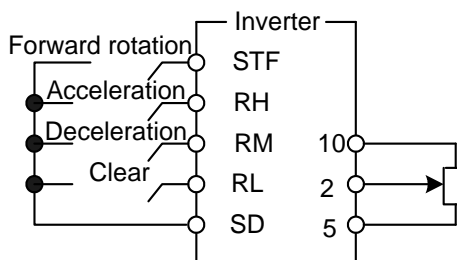 Inverter
Forward rotation STF
Acceleration RH
Deceleration RM 10
Clear RL 2
SD 5